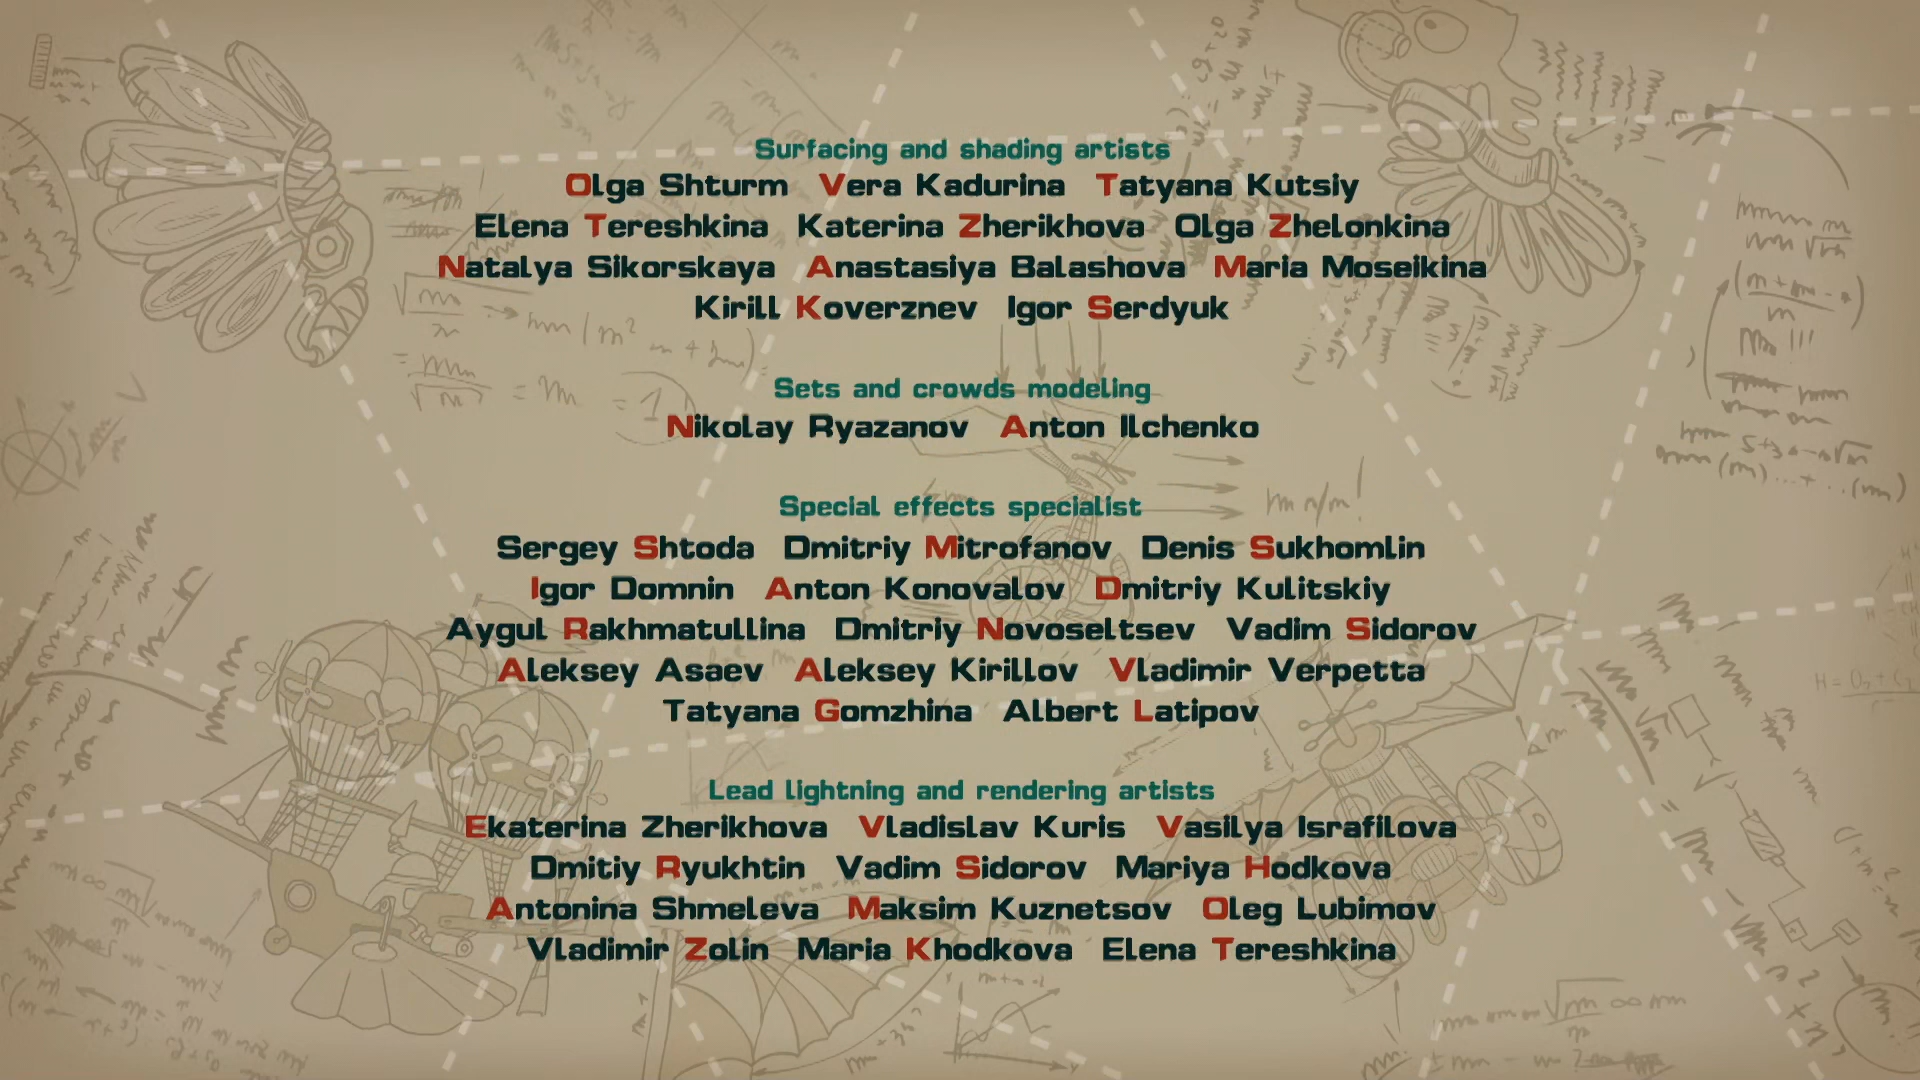 Surfacing and shading artists
Olga Shturm Vera Kadurina Tatyana Kutsiy
Elena Tereshkina Katerina Zherikhova Olga Zhelonkina
Natalya Sikorskaya Anastasiya Balashova Maria Moseikina
Kirill Koverznev Igor Serdyuk
Sets and crowds modeling
Nikolay Ryazanov Anton Ilchenko
Special effects specialist
Sergey Shtoda Dmitriy Mitrofanov Denis Sukhomlin
Igor Domnin Anton Konovalov Dmitriy Kulitskiy
Aygul Rakhmatullina Dmitriy Novoseltsev Vadim Sidorov
Aleksey Asaev Aleksey Kirillov Vladimir Verpetta
Tatyana Gomzhina Albert Latipov
Lead lightning and rendering artists
Ekaterina Zherikhova Vladislav Kuris Vasilya Israfilova
Dmitiy Ryukhtin Vadim Sidorov Mariya Hodkova
Antonina Shmeleva Maksim Kuznetsov Oleg Lubimov
Vladimir Zolin Maria Khodkova Elena Tereshkina